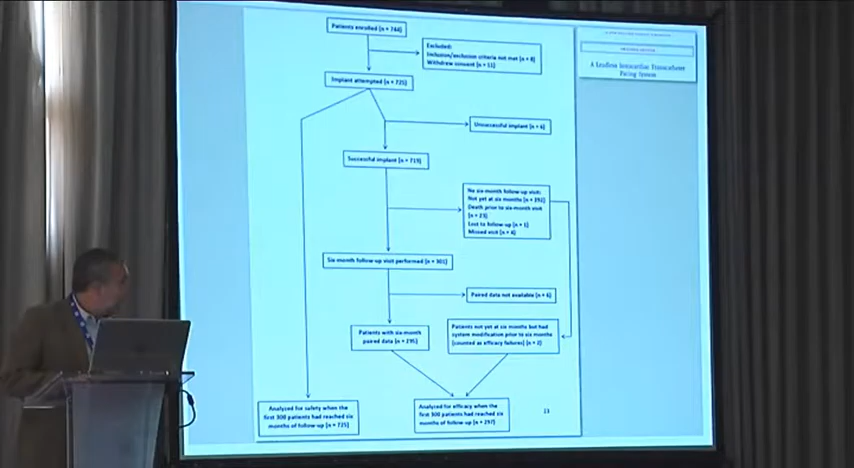 Patients enrolled (n = 744)
Excluded:
Inclusion/exclusion criteria not met (n = 8)
Withdrew consent (n = 11)
Implant attempted (n = 725)
Unsuccessful implant (n = 6)
Successful implant (n = 719)
No six-month follow-up visit:
Not yet at six months (n = 392)
Death prior to six-month visit
(n = 23)
Lost to follow-up (n = 1)
Missed visit (n = 4)
Six-month follow-up visit performed (n = 301)
Paired data not available (n = 6)
Patients with six-month
paired data (n = 295)
Patients not yet at six months but had
system modification prior to six months
(counted as efficacy failures) (n = 2)
Analyzed for safety when the
first 300 patients had reached six
months of follow-up (n = 725)
Analyzed for efficacy when the
first 300 patients had reached six
months of follow-up (n = 297)
13
A Leadless Intracardiac Transcatheter
Pacing System